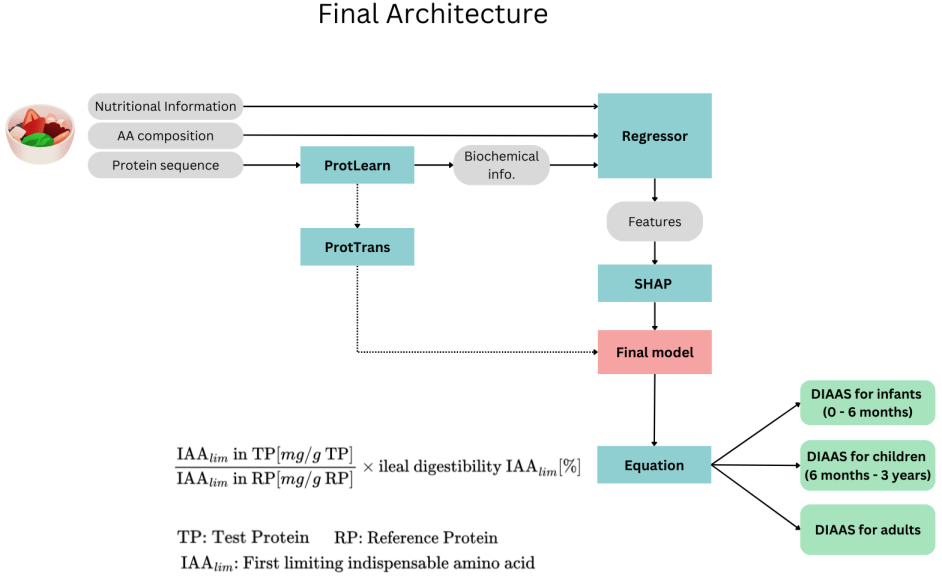 Final Architecture
Nutritional Information
AA composition
Protein sequence
ProtLearn
Biochemical
info.
Regressor
ProtTrans
Features
SHAP
Final model
Equation
DIAAS for infants
(0 - 6 months)
DIAAS for children
(6 months - 3 years)
DIAAS for adults
IAA_lim in TP[mg/g TP]
IAA_lim in RP[mg/g RP]
× ileal digestibility IAA_lim[%]
TP: Test Protein RP: Reference Protein
IAA_lim: First limiting indispensable amino acid